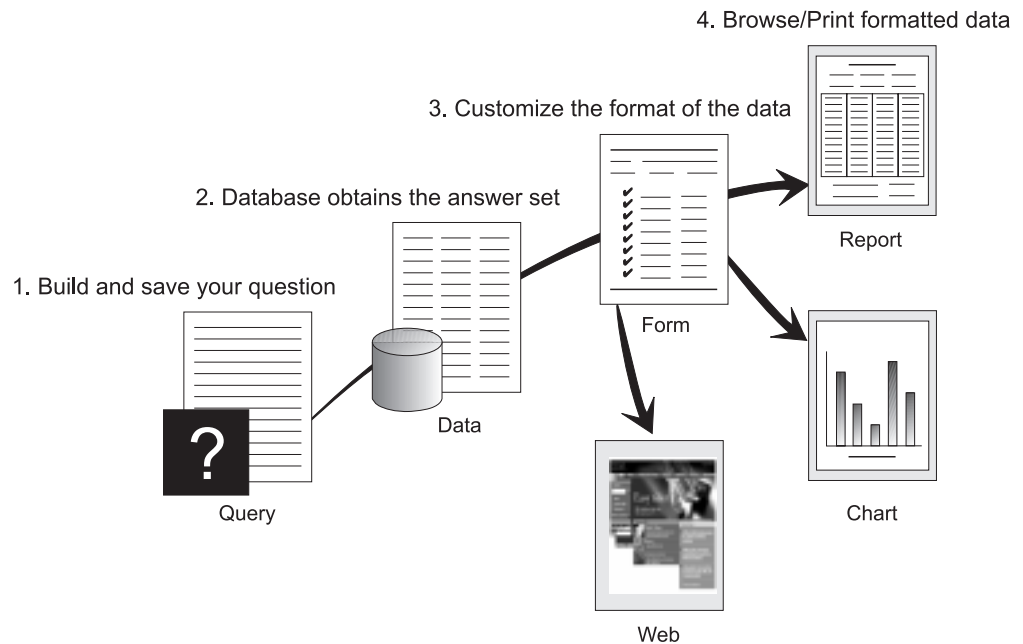 4. Browse/Print formatted data
3. Customize the format of the data
2. Database obtains the answer set
1. Build and save your question
Report
Form
Data
?
Query
Chart
Web